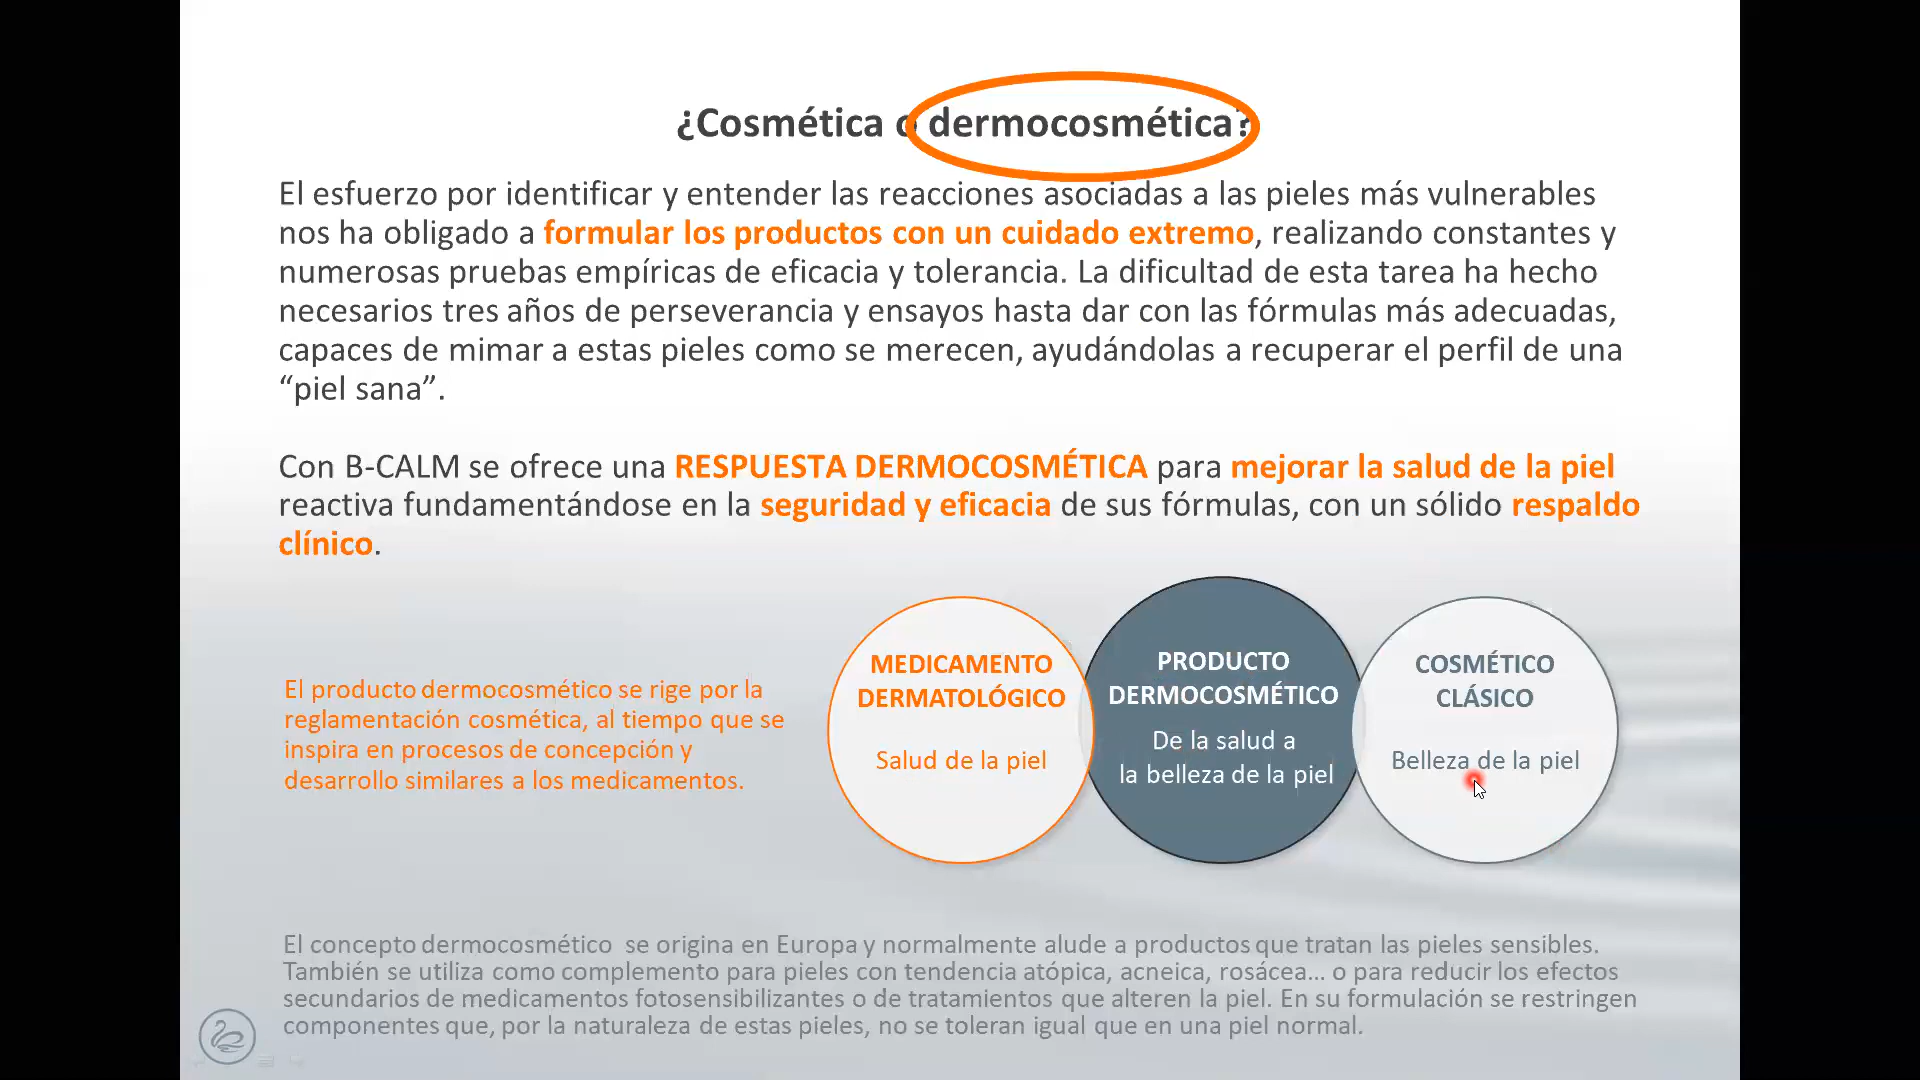 ¿Cosmética o dermocosmética?
El esfuerzo por identificar y entender las reacciones asociadas a las pieles más vulnerables
nos ha obligado a formular los productos con un cuidado extremo, realizando constantes y
numerosas pruebas empíricas de eficacia y tolerancia. La dificultad de esta tarea ha hecho
necesarios tres años de perseverancia y ensayos hasta dar con las fórmulas más adecuadas,
capaces de mimar a estas pieles como se merecen, ayudándolas a recuperar el perfil de una
“piel sana”.
Con B-CALM se ofrece una RESPUESTA DERMOCOSMÉTICA para mejorar la salud de la piel
reactiva fundamentándose en la seguridad y eficacia de sus fórmulas, con un sólido respaldo
clínico.
El producto dermocosmético se rige por la
reglamentación cosmética, al tiempo que se
inspira en procesos de concepción y
desarrollo similares a los medicamentos.
MEDICAMENTO
DERMATOLÓGICO
Salud de la piel
PRODUCTO
DERMOCOSMÉTICO
De la salud a
la belleza de la piel
COSMÉTICO
CLÁSICO
Belleza de la piel
El concepto dermocosmético se origina en Europa y normalmente alude a productos que tratan las pieles sensibles.
También se utiliza como complemento para pieles con tendencia atópica, acneica, rosácea... o para reducir los efectos
secundarios de medicamentos fotosensibilizantes o de tratamientos que alteren la piel. En su formulación se restringen
componentes que, por la naturaleza de estas pieles, no se toleran igual que en una piel normal.